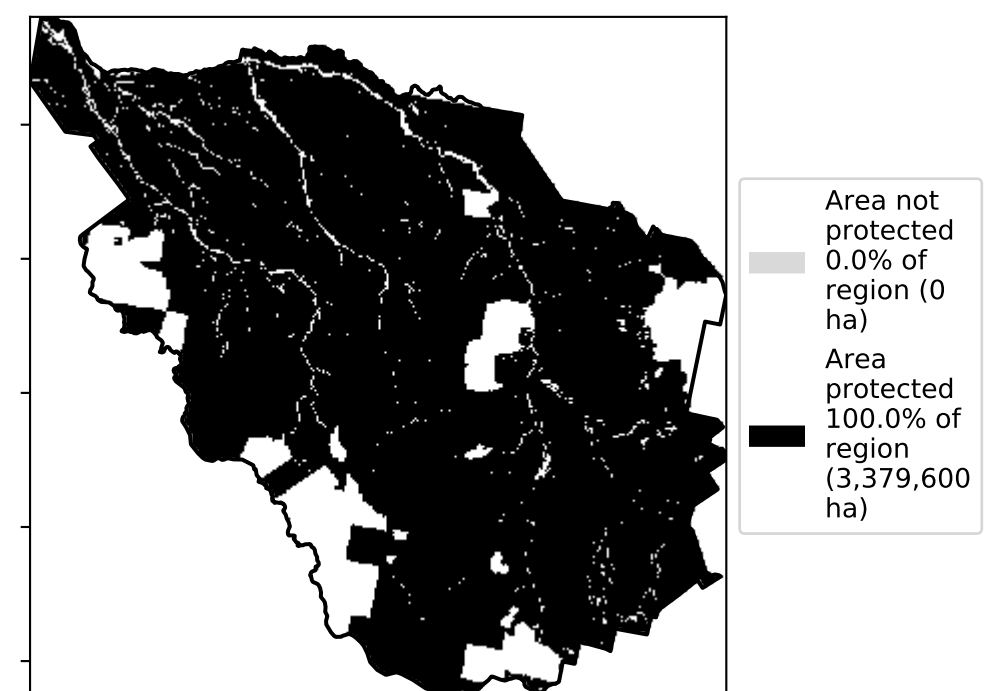 Area not
protected
0.0% of
region (0
ha)
Area
protected
100.0% of
region
(3,379,600
ha)